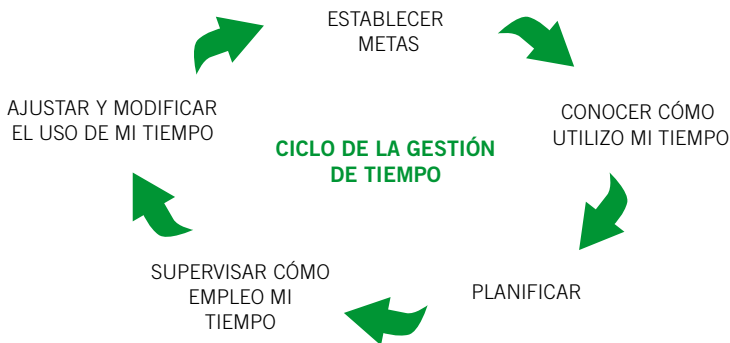 ESTABLECER
METAS
CONOCER CÓMO
UTILIZO MI TIEMPO
PLANIFICAR
SUPERVISAR CÓMO
EMPLEO MI
TIEMPO
AJUSTAR Y MODIFICAR
EL USO DE MI TIEMPO
CICLO DE LA GESTIÓN
DE TIEMPO